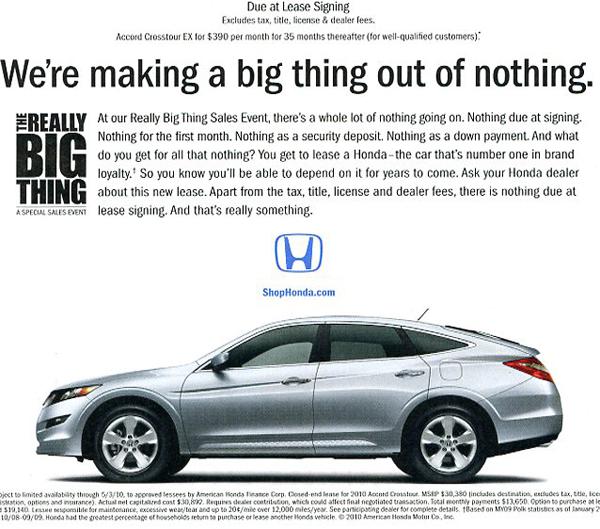 Due at Lease Signing
Excludes tax, title, license & dealer fees.
Accord Crosstour EX for $390 per month for 35 months thereafter (for well-qualified customers).*
We're making a big thing out of nothing.
THE REALLY
BIG
THING
A SPECIAL SALES EVENT
At our Really Big Thing Sales Event, there's a whole lot of nothing going on. Nothing due at signing.
Nothing for the first month. Nothing as a security deposit. Nothing as a down payment. And what
do you get for all that nothing? You get to lease a Honda–the car that's number one in brand
loyalty.† So you know you'll be able to depend on it for years to come. Ask your Honda dealer
about this new lease. Apart from the tax, title, license and dealer fees, there is nothing due at
lease signing. And that's really something.
ShopHonda.com
to limited availability through 5/3/10, to approved lessees by American Honda Finance Corp. Closed-end lease for 2010 Accord Crosstour. MSRP $30,380 (includes destination, excludes tax, title,
options and insurance). Actual net capitalized cost $30,892. Requires dealer contribution, which could affect final negotiated transaction. Total monthly payments $13,650. Option to purchase at
$19,140. Lessee responsible for maintenance, excessive wear/tear and up to 20¢/mile over 12,000 miles/year. See participating dealer for complete details. †Based on MY09 Polk statistics as of January
10/08-09/09. Honda had the greatest percentage of households return to purchase or lease another Honda vehicle. © 2010 American Honda Motor Co., Inc.